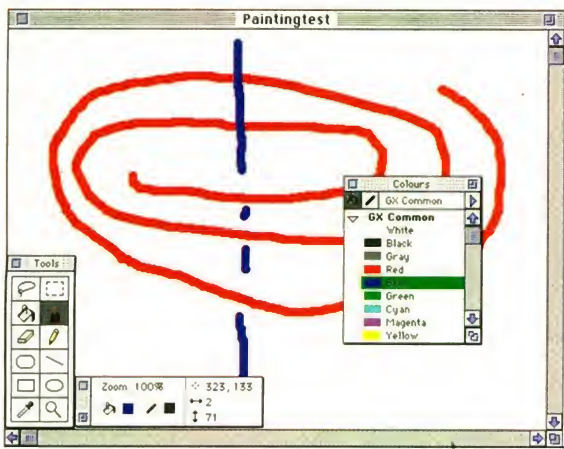 Paintingtest
Colours
GX Common
GX Common
White
Black
Gray
Red
Blue
Green
Cyan
Magenta
Yellow
Tools
Zoom 100%
323, 133
2
71